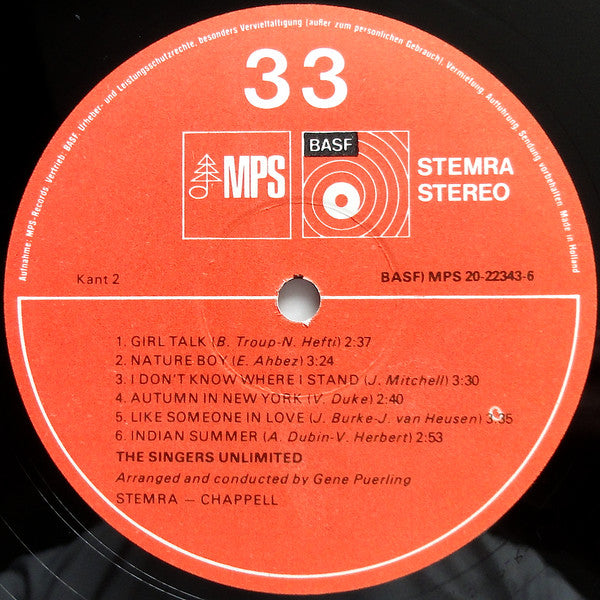 Aufnahme: MPS-Records. Vertrieb: BASF. Urheber- und Leistungsschutzrechte, besonders Vervielfältigung (außer zum persönlichen Gebrauch), Vermietung, Aufführung, Sendung vorbehalten. Made in Holland
33
MPS
BASF
STEMRA
STEREO
Kant 2
BASF) MPS 20-22343-6
1. GIRL TALK (B. Troup-N. Hefti) 2:37
2. NATURE BOY (E. Ahbez) 3:24
3. I DON'T KNOW WHERE I STAND (J. Mitchell) 3:30
4. AUTUMN IN NEW YORK (V. Duke) 2:40
5. LIKE SOMEONE IN LOVE (J. Burke-J. van Heusen) 3:35
6. INDIAN SUMMER (A. Dubin-V. Herbert) 2:53
THE SINGERS UNLIMITED
Arranged and conducted by Gene Puerling
STEMRA — CHAPPELL